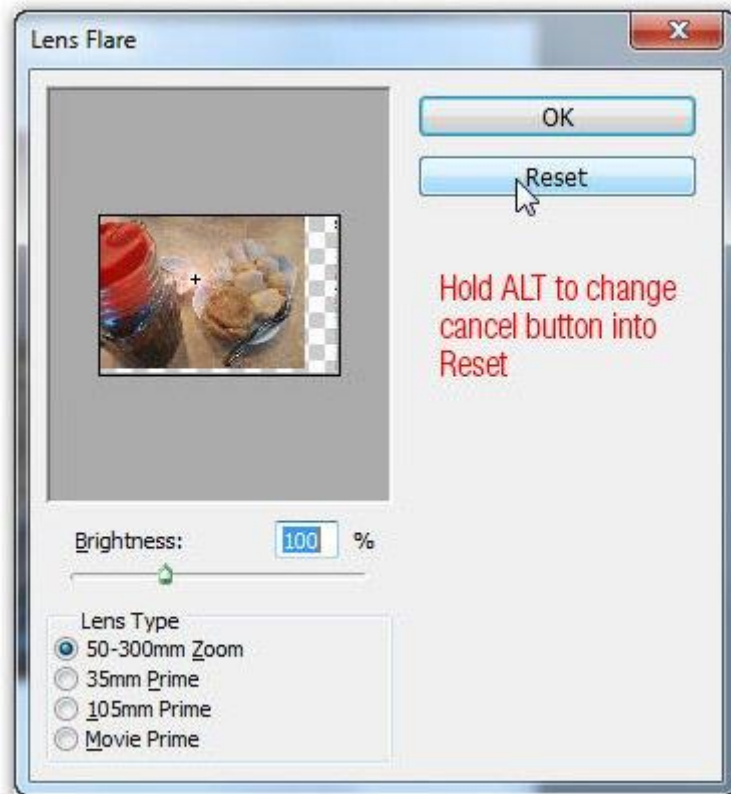 Lens Flare
OK
Reset
Hold ALT to change
cancel button into
Reset
Brightness: 100 %
Lens Type
50-300mm Zoom
35mm Prime
105mm Prime
Movie Prime